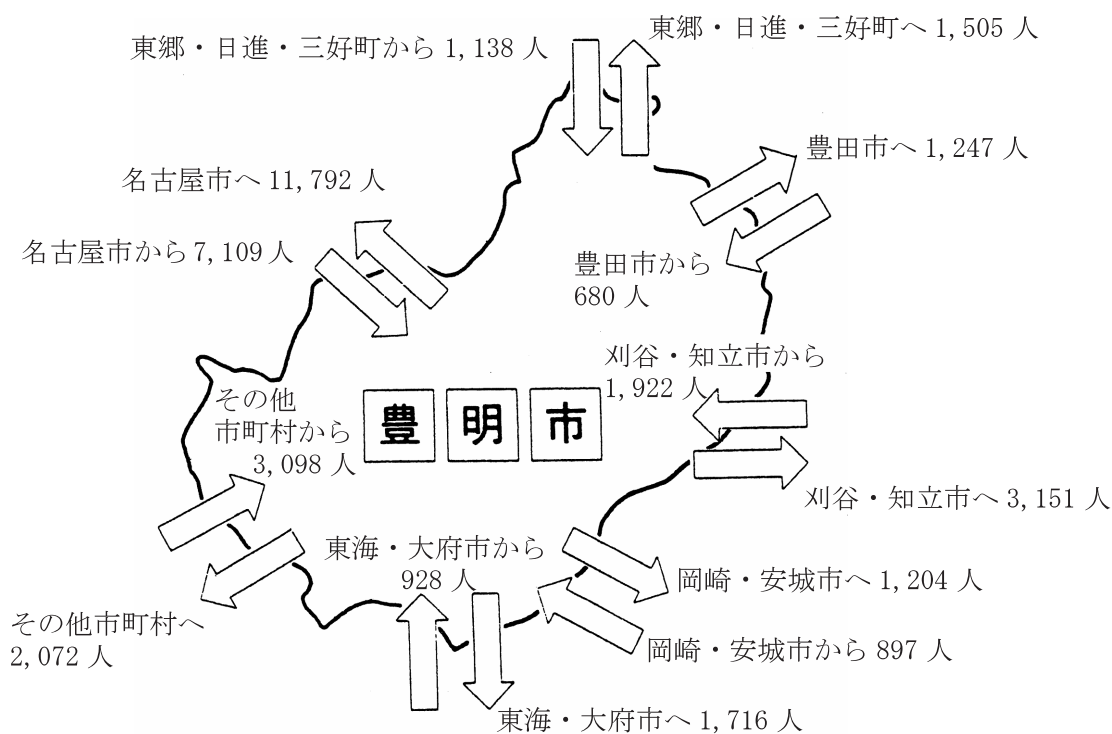 東郷・日進・三好町から 1,138 人
東郷・日進・三好町へ 1,505 人
豊田市へ 1,247 人
名古屋市へ 11,792 人
名古屋市から 7,109 人
豊田市から
680 人
刈谷・知立市から
1,922 人
その他
市町村から
3,098 人
豊明市
刈谷・知立市へ 3,151 人
東海・大府市から
928 人
岡崎・安城市へ 1,204 人
その他市町村へ
2,072 人
岡崎・安城市から 897 人
東海・大府市へ 1,716 人